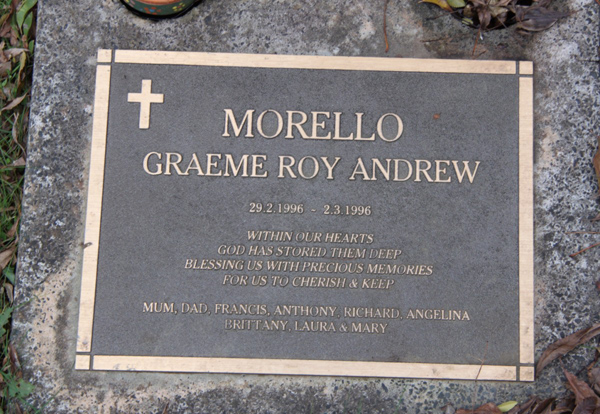 MORELLO
GRAEME ROY ANDREW
29.2.1996 - 2.3.1996
WITHIN OUR HEARTS
GOD HAS STORED THEM DEEP
BLESSING US WITH PRECIOUS MEMORIES
FOR US TO CHERISH & KEEP
MUM, DAD, FRANCIS, ANTHONY, RICHARD, ANGELINA
BRITTANY, LAURA & MARY